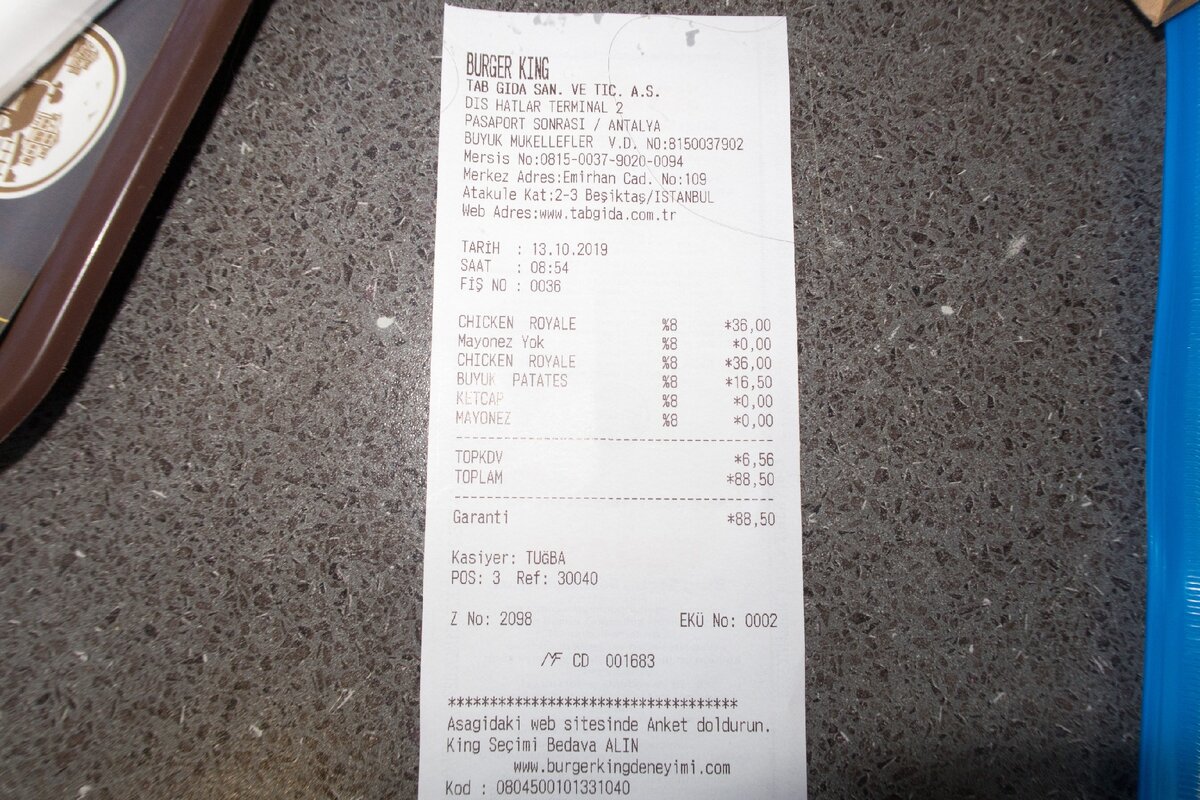 BURGER KING
TAB GIDA SAN. VE TIC. A.S.
DIS HATLAR TERMINAL 2
PASAPORT SONRASI / ANTALYA
BUYUK MUKELLEFLER V.D. NO:8150037902
Mersis No:0815-0037-9020-0094
Merkez Adres:Emirhan Cad. No:109
Atakule Kat:2-3 Beşiktaş/ISTANBUL
Web Adres:www.tabgida.com.tr
TARİH : 13.10.2019
SAAT : 08:54
FİŞ NO : 0036
CHICKEN ROYALE %8 *36,00
Mayonez Yok %8 *0,00
CHICKEN ROYALE %8 *36,00
BUYUK PATATES %8 *16,50
KETCAP %8 *0,00
MAYONEZ %8 *0,00
TOPKDV *6,56
TOPLAM *88,50
Garanti *88,50
Kasiyer: TUĞBA
POS: 3 Ref: 30040
Z No: 2098 EKÜ No: 0002
MF CD 001683
**********************************
Asagidaki web sitesinde Anket doldurun.
King Seçimi Bedava ALIN
www.burgerkingdeneyimi.com
Kod : 0804500101331040